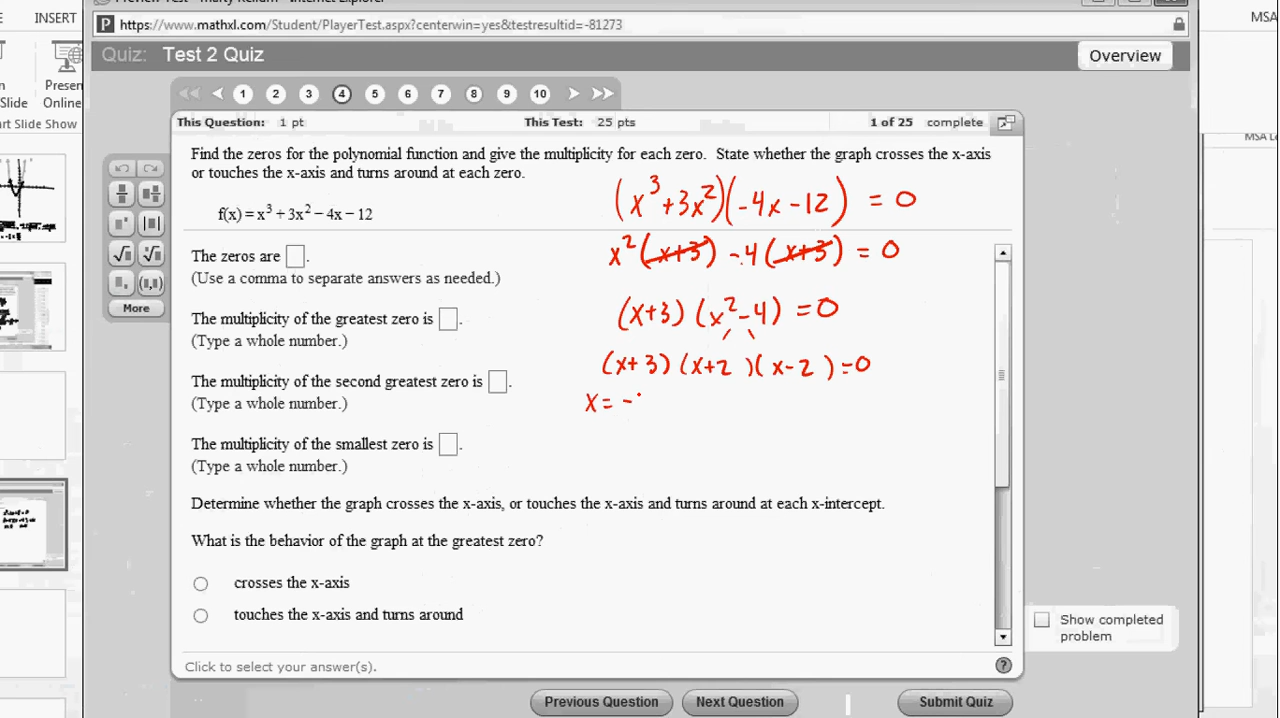 INSERT
https://www.mathxl.com/Student/PlayerTest.aspx?centerwin=yes&testresultid=-81273
MSA
Quiz: Test 2 Quiz
Overview
Presen
Slide Online
art Slide Show
1 2 3 4 5 6 7 8 9 10
This Question: 1 pt
This Test: 25 pts
1 of 25 complete
Find the zeros for the polynomial function and give the multiplicity for each zero. State whether the graph crosses the x-axis
or touches the x-axis and turns around at each zero.
f(x) = x³ + 3x² − 4x − 12
(x³+3x²)(-4x-12) = 0
x²(x+3) -4(x+3) = 0
(x+3)(x²-4) = 0
(x+3)(x+2)(x-2) = 0
x = -
The zeros are .
(Use a comma to separate answers as needed.)
The multiplicity of the greatest zero is .
(Type a whole number.)
The multiplicity of the second greatest zero is .
(Type a whole number.)
The multiplicity of the smallest zero is .
(Type a whole number.)
Determine whether the graph crosses the x-axis, or touches the x-axis and turns around at each x-intercept.
What is the behavior of the graph at the greatest zero?
crosses the x-axis
touches the x-axis and turns around
More
Show completed
problem
Click to select your answer(s).
?
Previous Question
Next Question
Submit Quiz